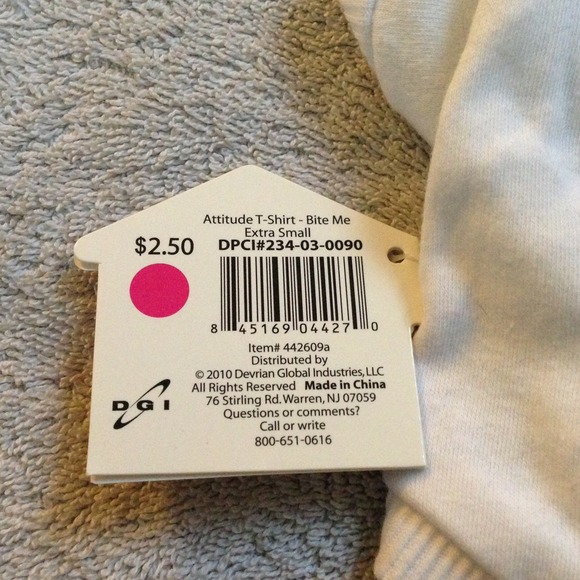 Attitude T-Shirt - Bite Me
Extra Small
$2.50
DPCI#234-03-0090
8 45169 04427 0
Item# 442609a
Distributed by
© 2010 Devrian Global Industries, LLC
All Rights Reserved Made in China
76 Stirling Rd. Warren, NJ 07059
Questions or comments?
Call or write
800-651-0616
DGI